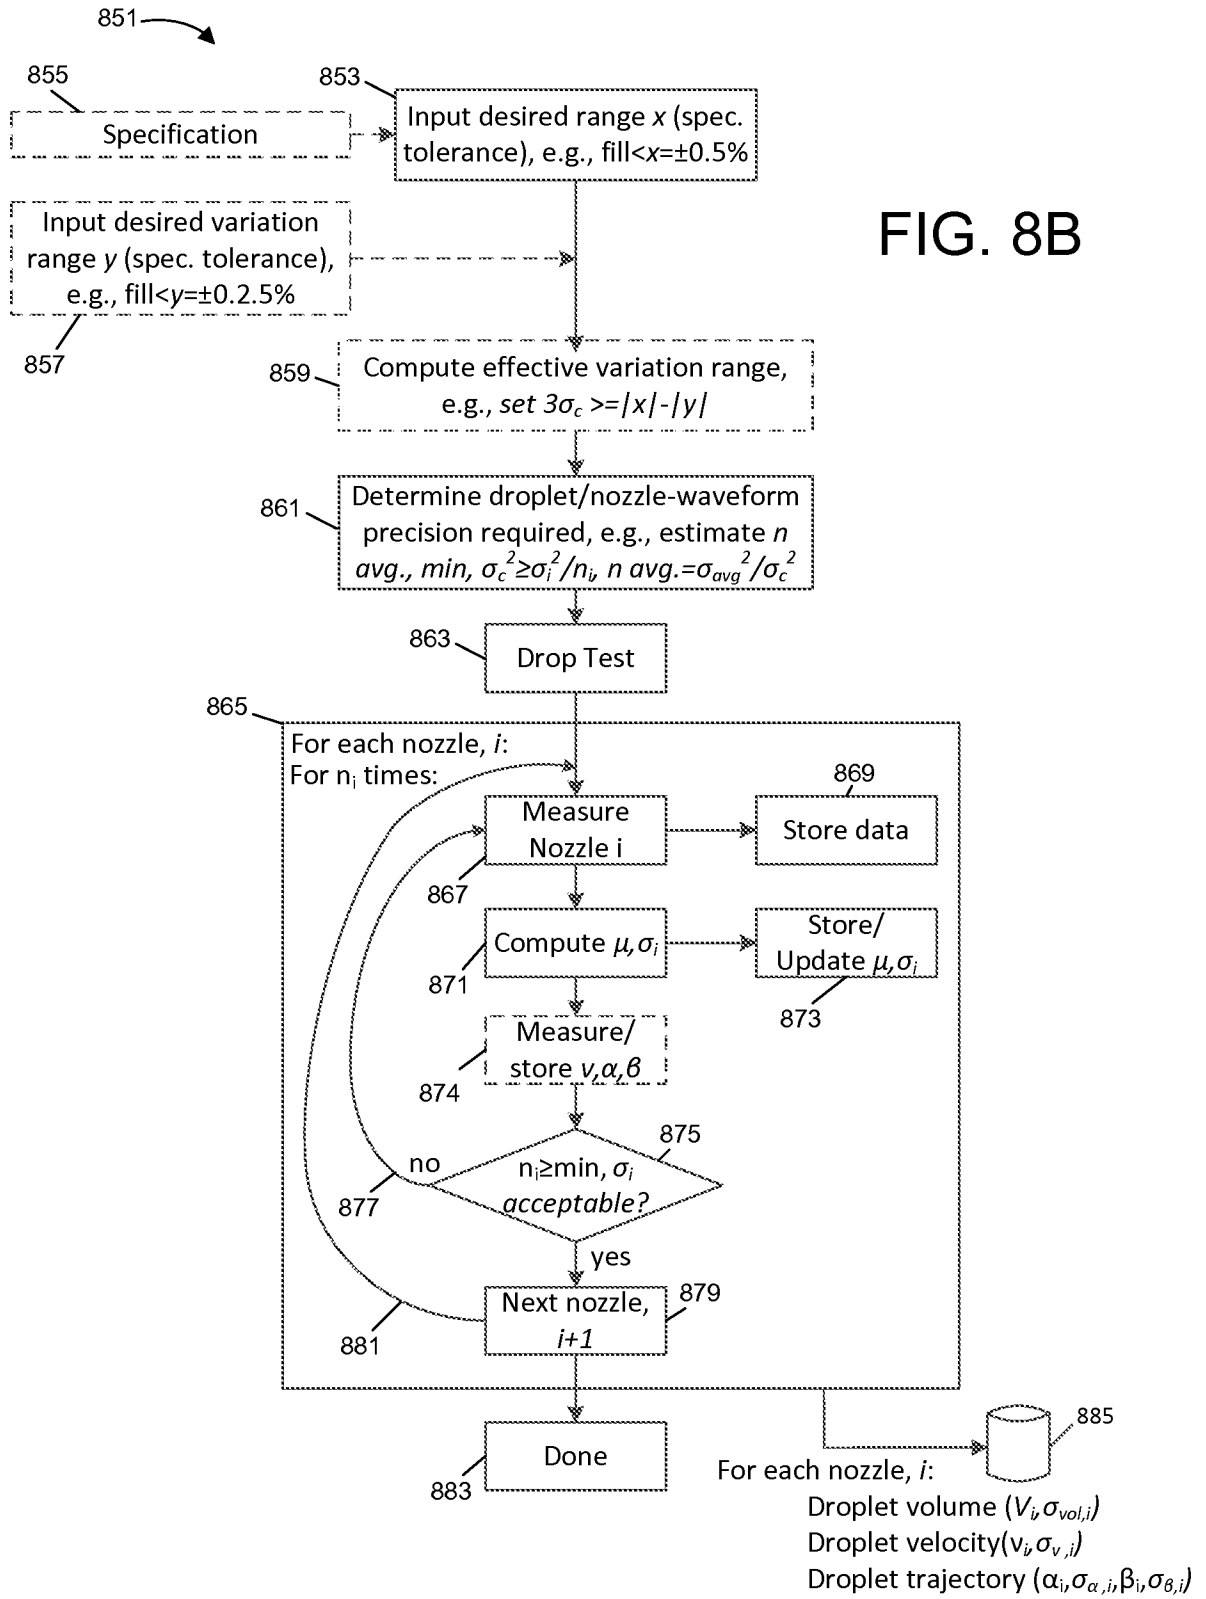 851
855
853
Specification
Input desired range x (spec.
tolerance), e.g., fill<x=±0.5%
Input desired variation
range y (spec. tolerance),
e.g., fill<y=±0.2.5%
857
FIG. 8B
859
Compute effective variation range,
e.g., set 3σc >=|x|-|y|
861
Determine droplet/nozzle-waveform
precision required, e.g., estimate n
avg., min, σc²≥σi²/ni, n avg.=σavg²/σc²
863
Drop Test
865
For each nozzle, i:
For ni times:
Measure
Nozzle i
867
869
Store data
Compute μ,σi
871
Store/
Update μ,σi
873
Measure/
store v,α,β
874
875
ni≥min, σi
acceptable?
no
877
yes
Next nozzle,
i+1
879
881
Done
883
885
For each nozzle, i:
Droplet volume (Vi,σvol,i)
Droplet velocity(vi,σv,i)
Droplet trajectory (αi,σα,i,βi,σβ,i)